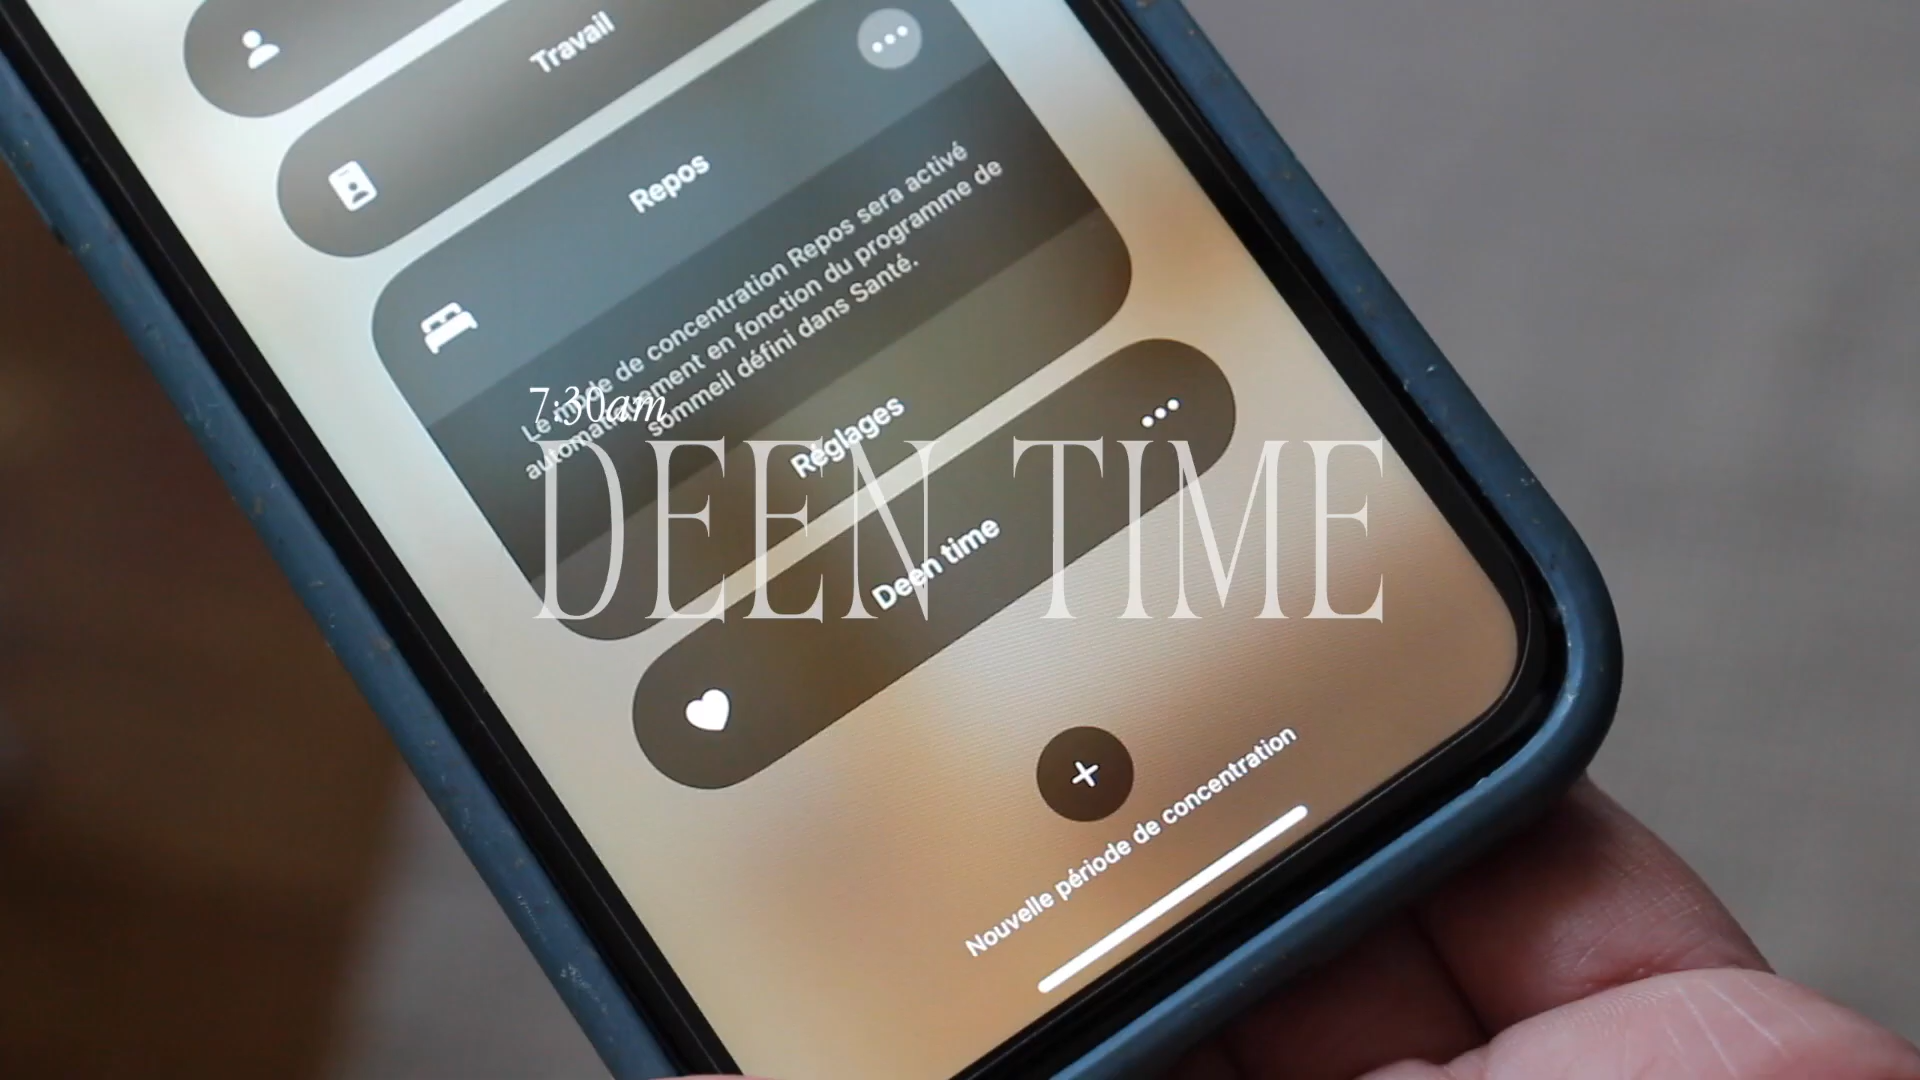 Travail
Repos
Le mode de concentration Repos sera activé
automatiquement en fonction du programme de
sommeil défini dans Santé.
Réglages
7:30am
DEEN TIME
Deen time
Nouvelle période de concentration